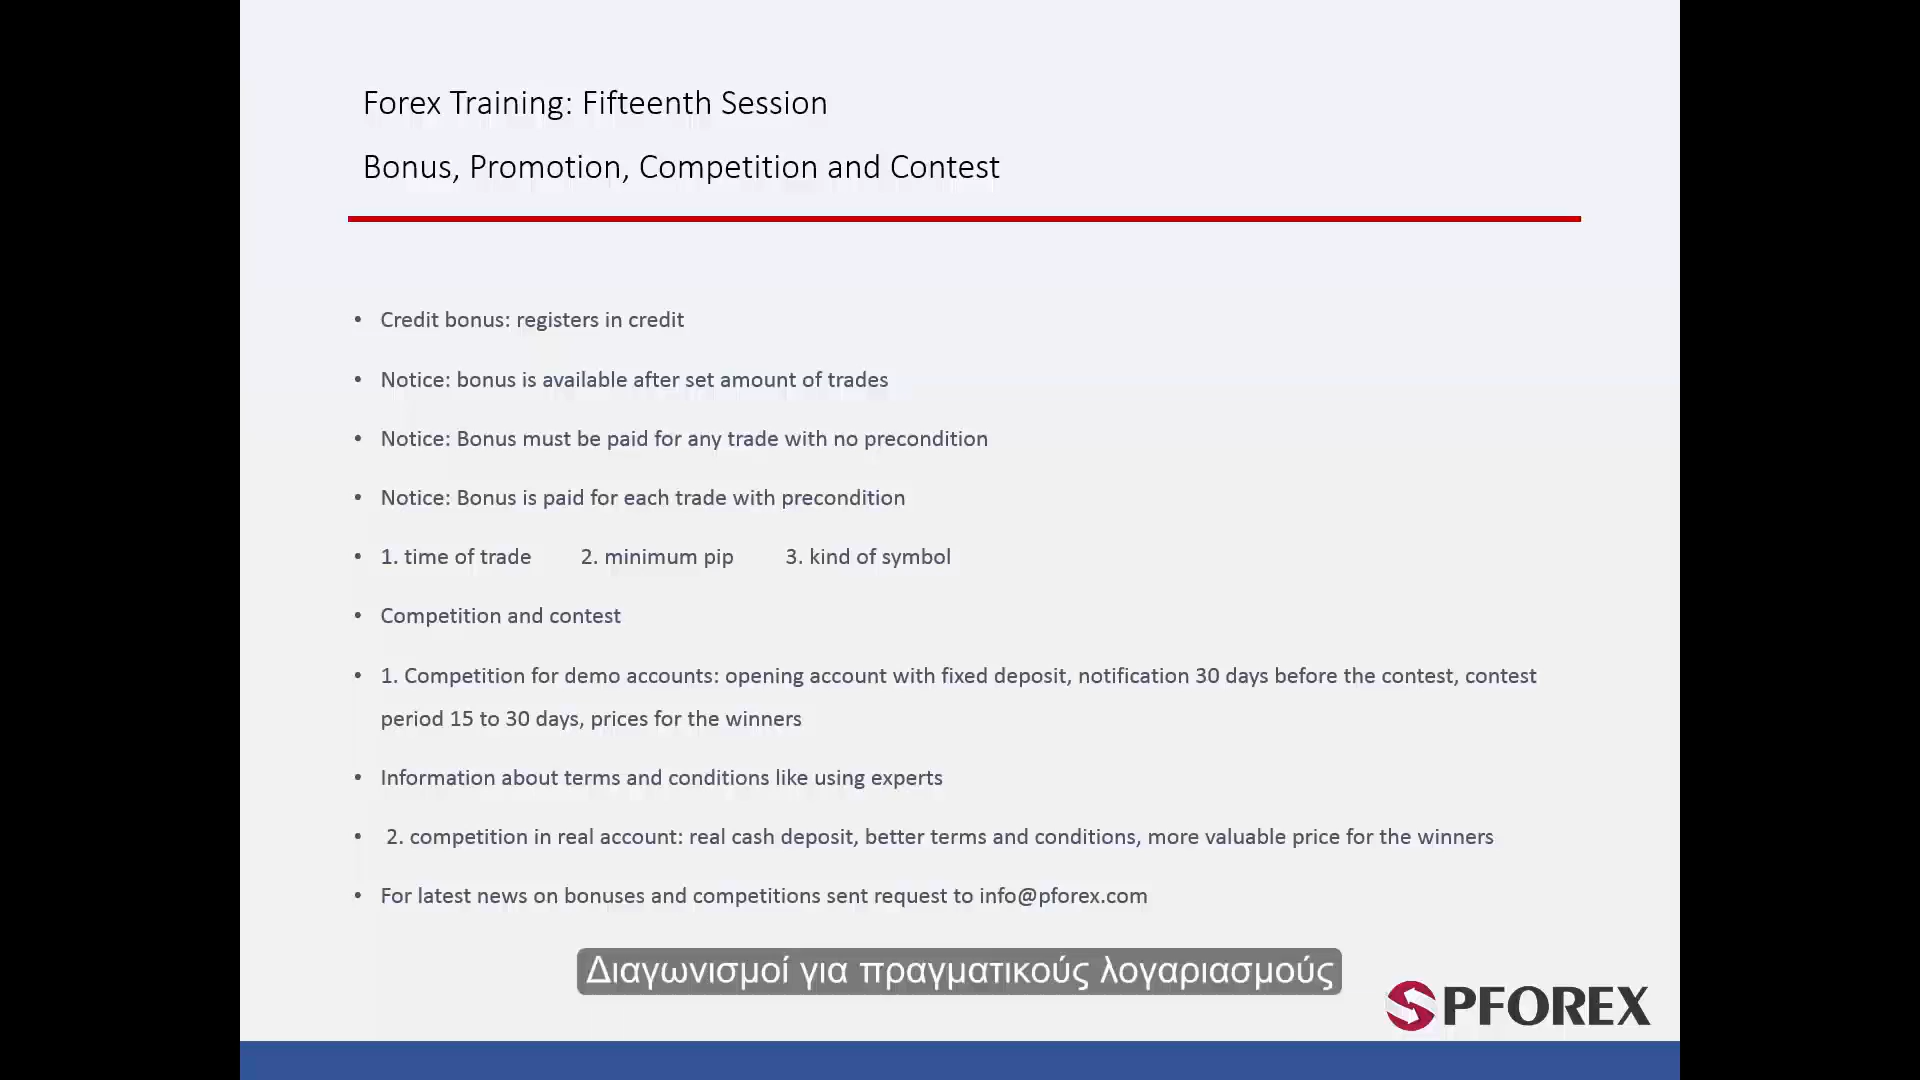 Forex Training: Fifteenth Session
Bonus, Promotion, Competition and Contest
• Credit bonus: registers in credit
• Notice: bonus is available after set amount of trades
• Notice: Bonus must be paid for any trade with no precondition
• Notice: Bonus is paid for each trade with precondition
• 1. time of trade 2. minimum pip 3. kind of symbol
• Competition and contest
• 1. Competition for demo accounts: opening account with fixed deposit, notification 30 days before the contest, contest
period 15 to 30 days, prices for the winners
• Information about terms and conditions like using experts
• 2. competition in real account: real cash deposit, better terms and conditions, more valuable price for the winners
• For latest news on bonuses and competitions sent request to info@pforex.com
Διαγωνισμοί για πραγματικούς λογαριασμούς
PFOREX